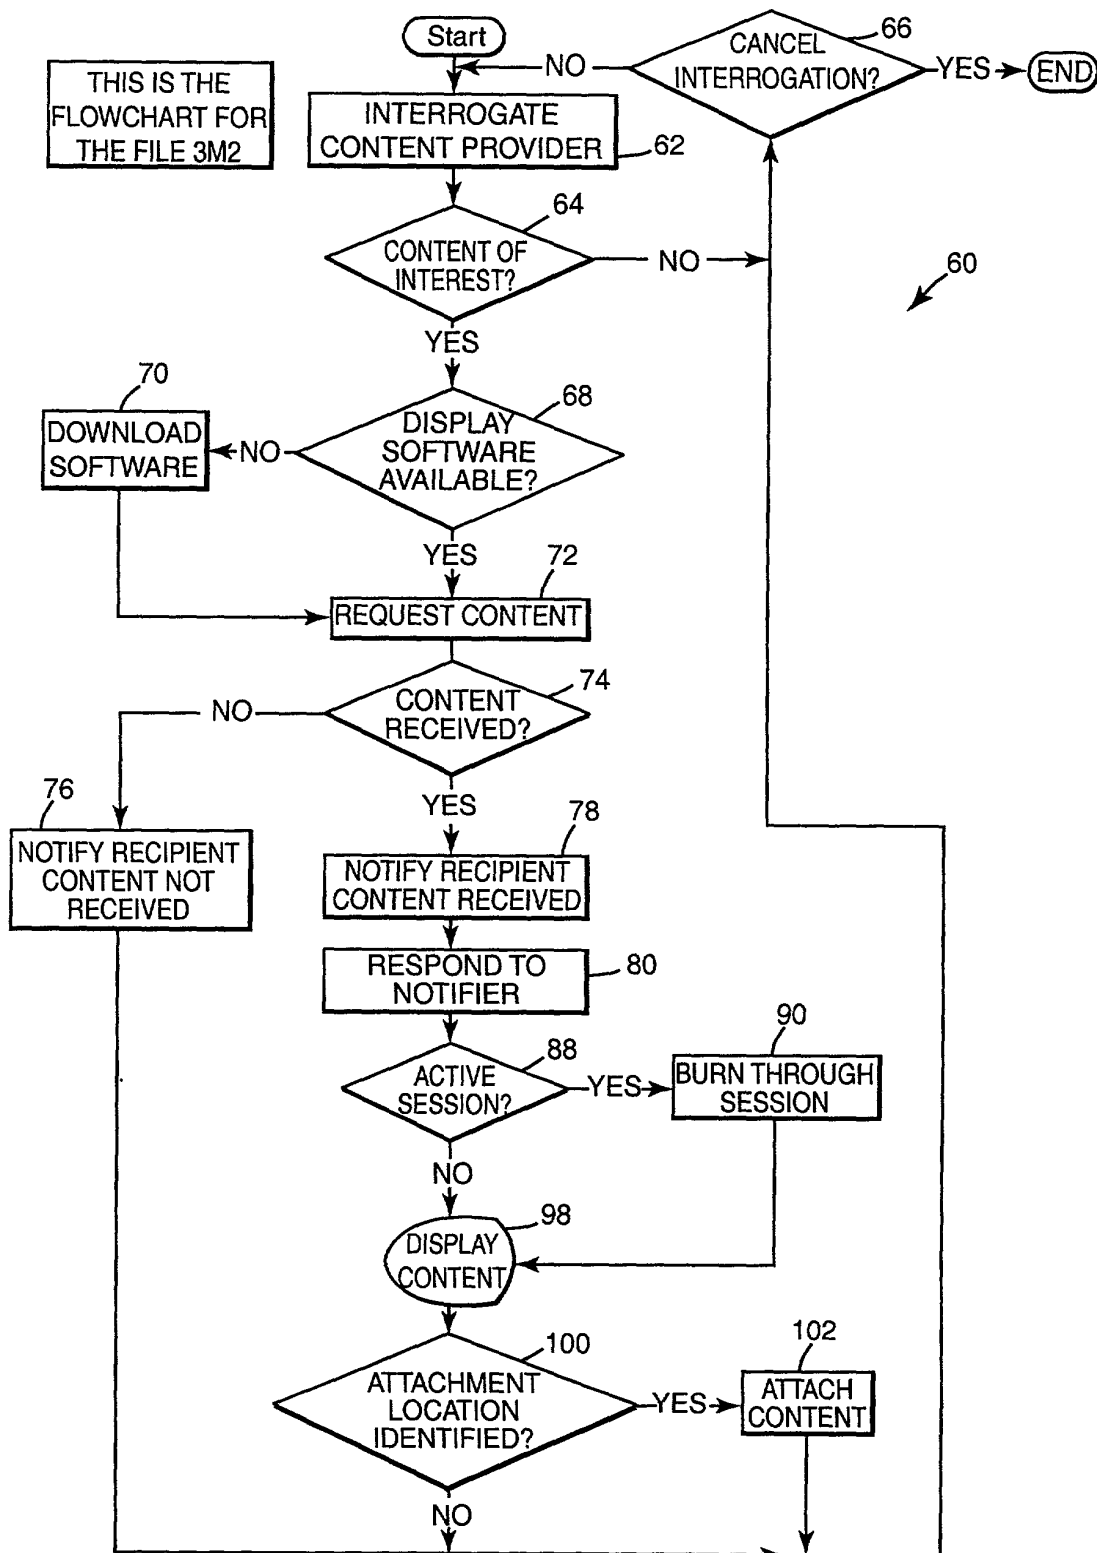 Start
66
CANCEL
INTERROGATION?
NO
YES
END
THIS IS THE
FLOWCHART FOR
THE FILE 3M2
INTERROGATE
CONTENT PROVIDER
62
64
CONTENT OF
INTEREST?
NO
60
YES
70
68
DISPLAY
SOFTWARE
AVAILABLE?
NO
DOWNLOAD
SOFTWARE
YES
72
REQUEST CONTENT
74
CONTENT
RECEIVED?
NO
76
YES
78
NOTIFY RECIPIENT
CONTENT NOT
RECEIVED
NOTIFY RECIPIENT
CONTENT RECEIVED
RESPOND TO
NOTIFIER
80
90
88
ACTIVE
SESSION?
YES
BURN THROUGH
SESSION
NO
98
DISPLAY
CONTENT
100
102
ATTACHMENT
LOCATION
IDENTIFIED?
YES
ATTACH
CONTENT
NO